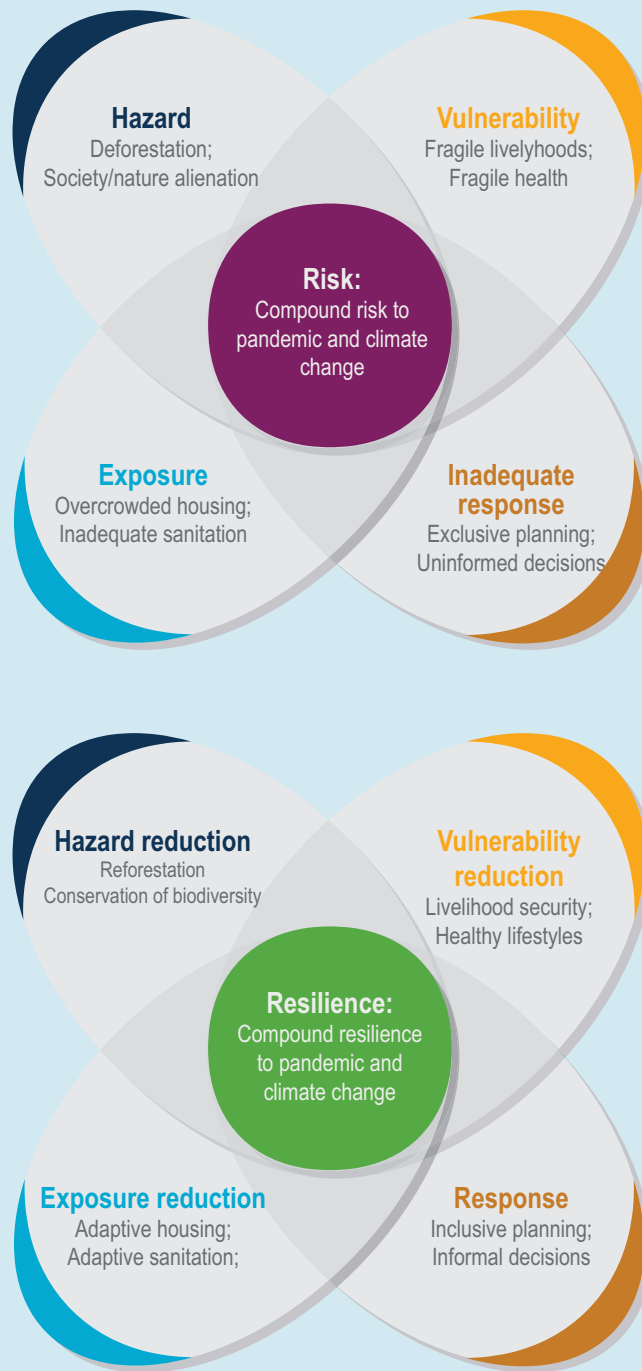 Hazard
Deforestation;
Society/nature alienation
Vulnerability
Fragile livelyhoods;
Fragile health
Risk:
Compound risk to
pandemic and climate
change
Exposure
Overcrowded housing;
Inadequate sanitation
Inadequate
response
Exclusive planning;
Uninformed decisions
Hazard reduction
Reforestation
Conservation of biodiversity
Vulnerability
reduction
Livelihood security;
Healthy lifestyles
Resilience:
Compound resilience
to pandemic and
climate change
Exposure reduction
Adaptive housing;
Adaptive sanitation;
Response
Inclusive planning;
Informal decisions